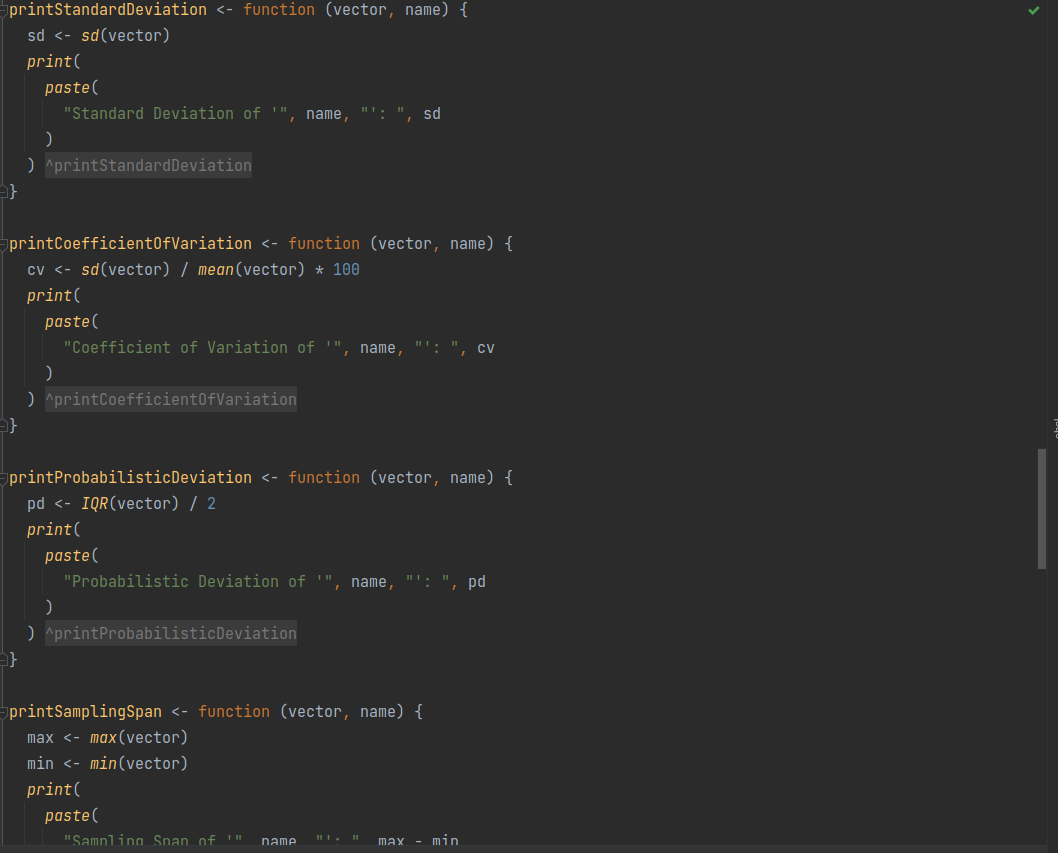 printStandardDeviation <- function (vector, name) {
  sd <- sd(vector)
  print(
    paste(
      "Standard Deviation of '", name, "': ", sd
    )
  ) ^printStandardDeviation
}

printCoefficientOfVariation <- function (vector, name) {
  cv <- sd(vector) / mean(vector) * 100
  print(
    paste(
      "Coefficient of Variation of '", name, "': ", cv
    )
  ) ^printCoefficientOfVariation
}

printProbabilisticDeviation <- function (vector, name) {
  pd <- IQR(vector) / 2
  print(
    paste(
      "Probabilistic Deviation of '", name, "': ", pd
    )
  ) ^printProbabilisticDeviation
}

printSamplingSpan <- function (vector, name) {
  max <- max(vector)
  min <- min(vector)
  print(
    paste(
      "Sampling Span of '", name, "': ", max - min